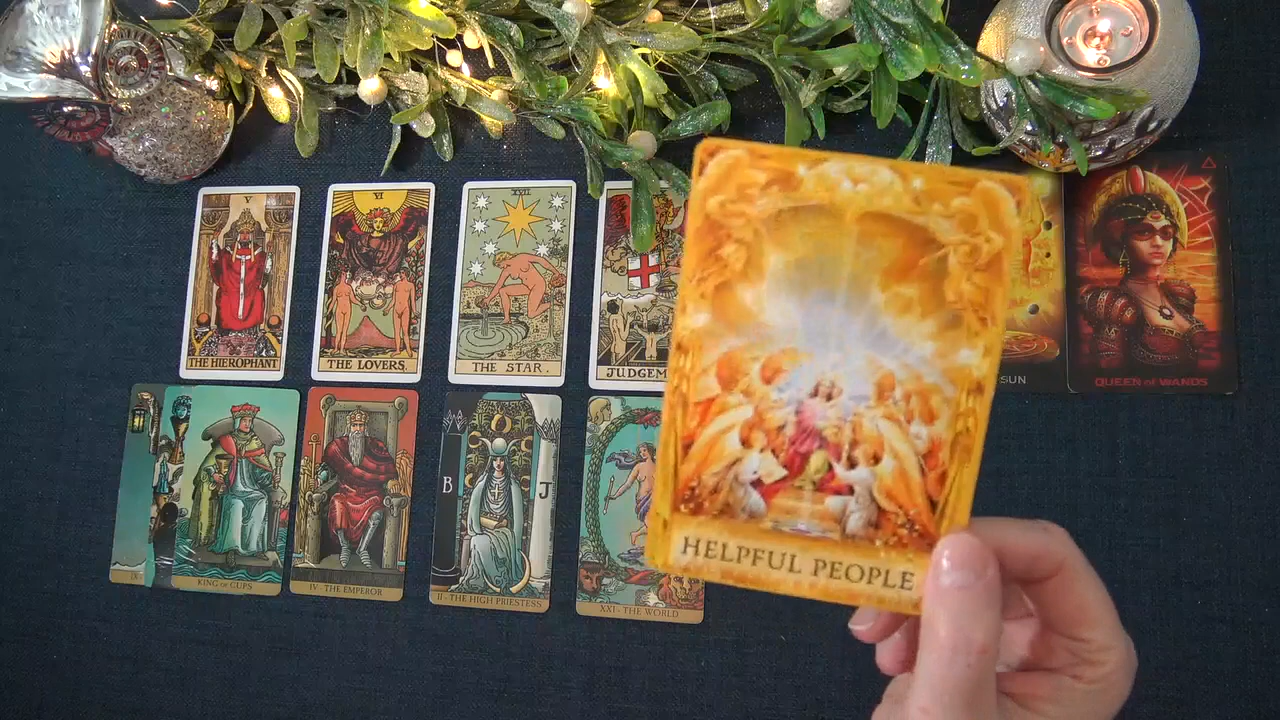 V
THE HIEROPHANT
VI
THE LOVERS.
XVII
THE STAR.
JUDGEM
SUN
QUEEN of WANDS
HELPFUL PEOPLE
IX
KING of CUPS
IV - THE EMPEROR
B
J
II - THE HIGH PRIESTESS
XXI - THE WORLD